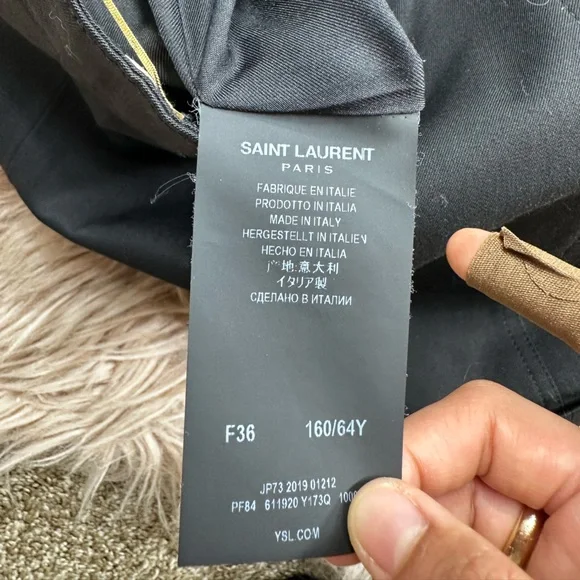 SAINT LAURENT
PARIS
FABRIQUE EN ITALIE
PRODOTTO IN ITALIA
MADE IN ITALY
HERGESTELLT IN ITALIEN
HECHO EN ITALIA
产地:意大利
イタリア製
СДЕЛАНО В ИТАЛИИ
F36 160/64Y
JP73 2019 01212
PF84 611920 Y173Q
YSL.COM